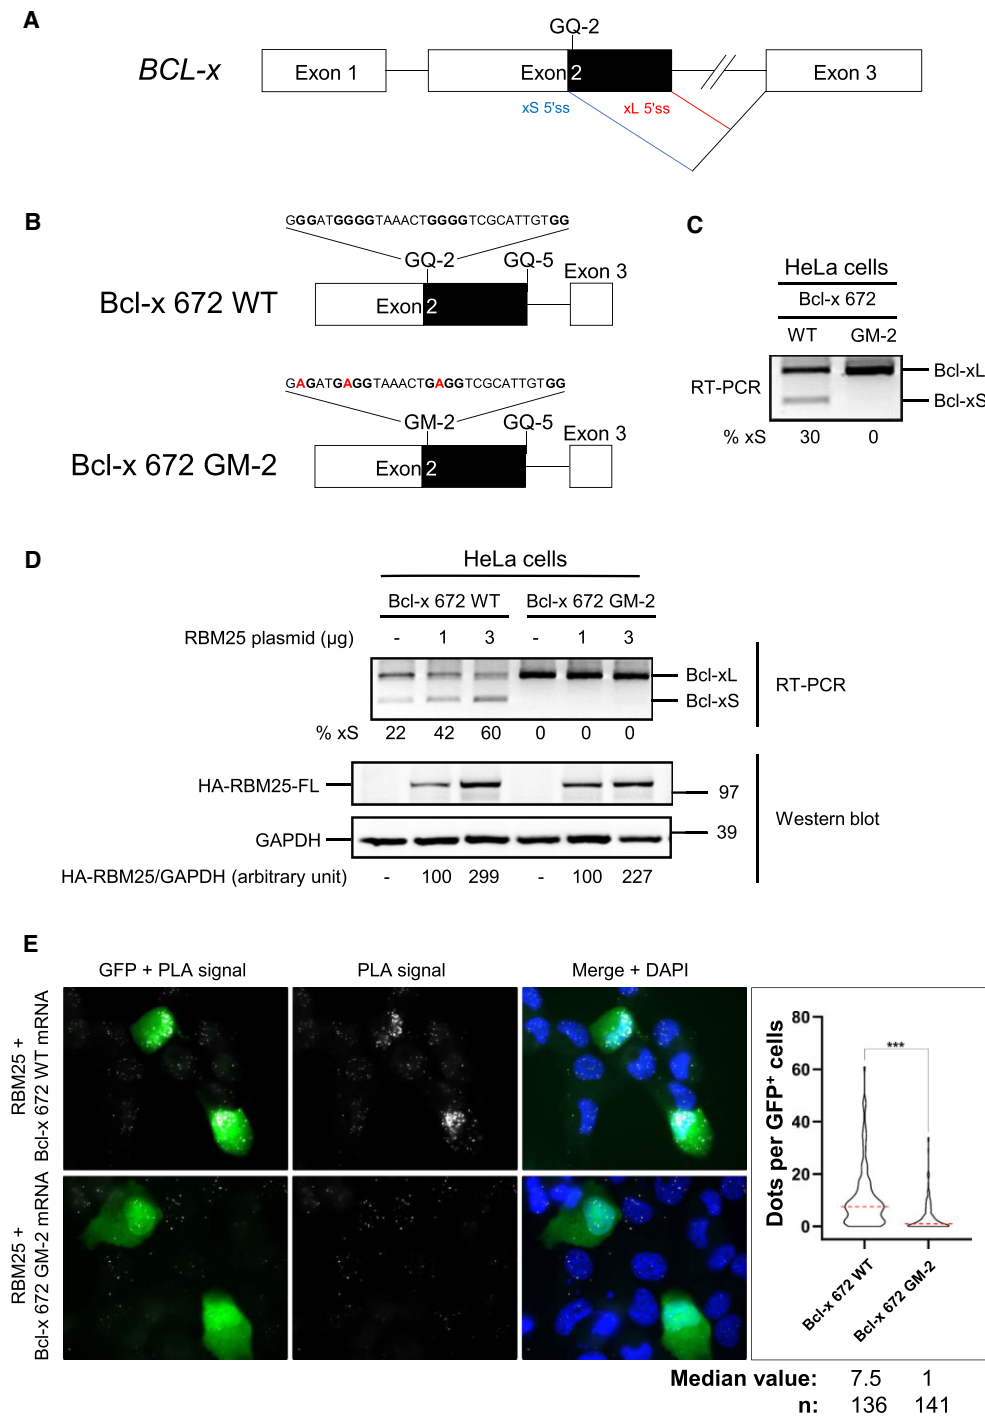 A
GQ-2
BCL-x
Exon 1
Exon 2
Exon 3
xS 5'ss
xL 5'ss
B
GGGATGGGGTAAACTGGGGTCGCATTGTGG
GQ-2
GQ-5
Exon 3
Bcl-x 672 WT
Exon 2
GAGATGAGGTAAACTGAGGTCGCATTGTGG
GM-2
GQ-5
Exon 3
Bcl-x 672 GM-2
Exon 2
C
HeLa cells
Bcl-x 672
WT
GM-2
RT-PCR
Bcl-xL
Bcl-xS
% xS
30
0
D
HeLa cells
Bcl-x 672 WT
Bcl-x 672 GM-2
RBM25 plasmid (µg)
-
1
3
-
1
3
Bcl-xL
Bcl-xS
RT-PCR
% xS
22
42
60
0
0
0
HA-RBM25-FL
97
GAPDH
39
Western blot
HA-RBM25/GAPDH (arbitrary unit)
-
100
299
-
100
227
E
GFP + PLA signal
PLA signal
Merge + DAPI
RBM25 +
Bcl-x 672 WT mRNA
RBM25 +
Bcl-x 672 GM-2 mRNA
Dots per GFP+ cells
80
60
40
20
0
***
Bcl-x 672 WT
Bcl-x 672 GM-2
Median value:
7.5
1
n:
136
141